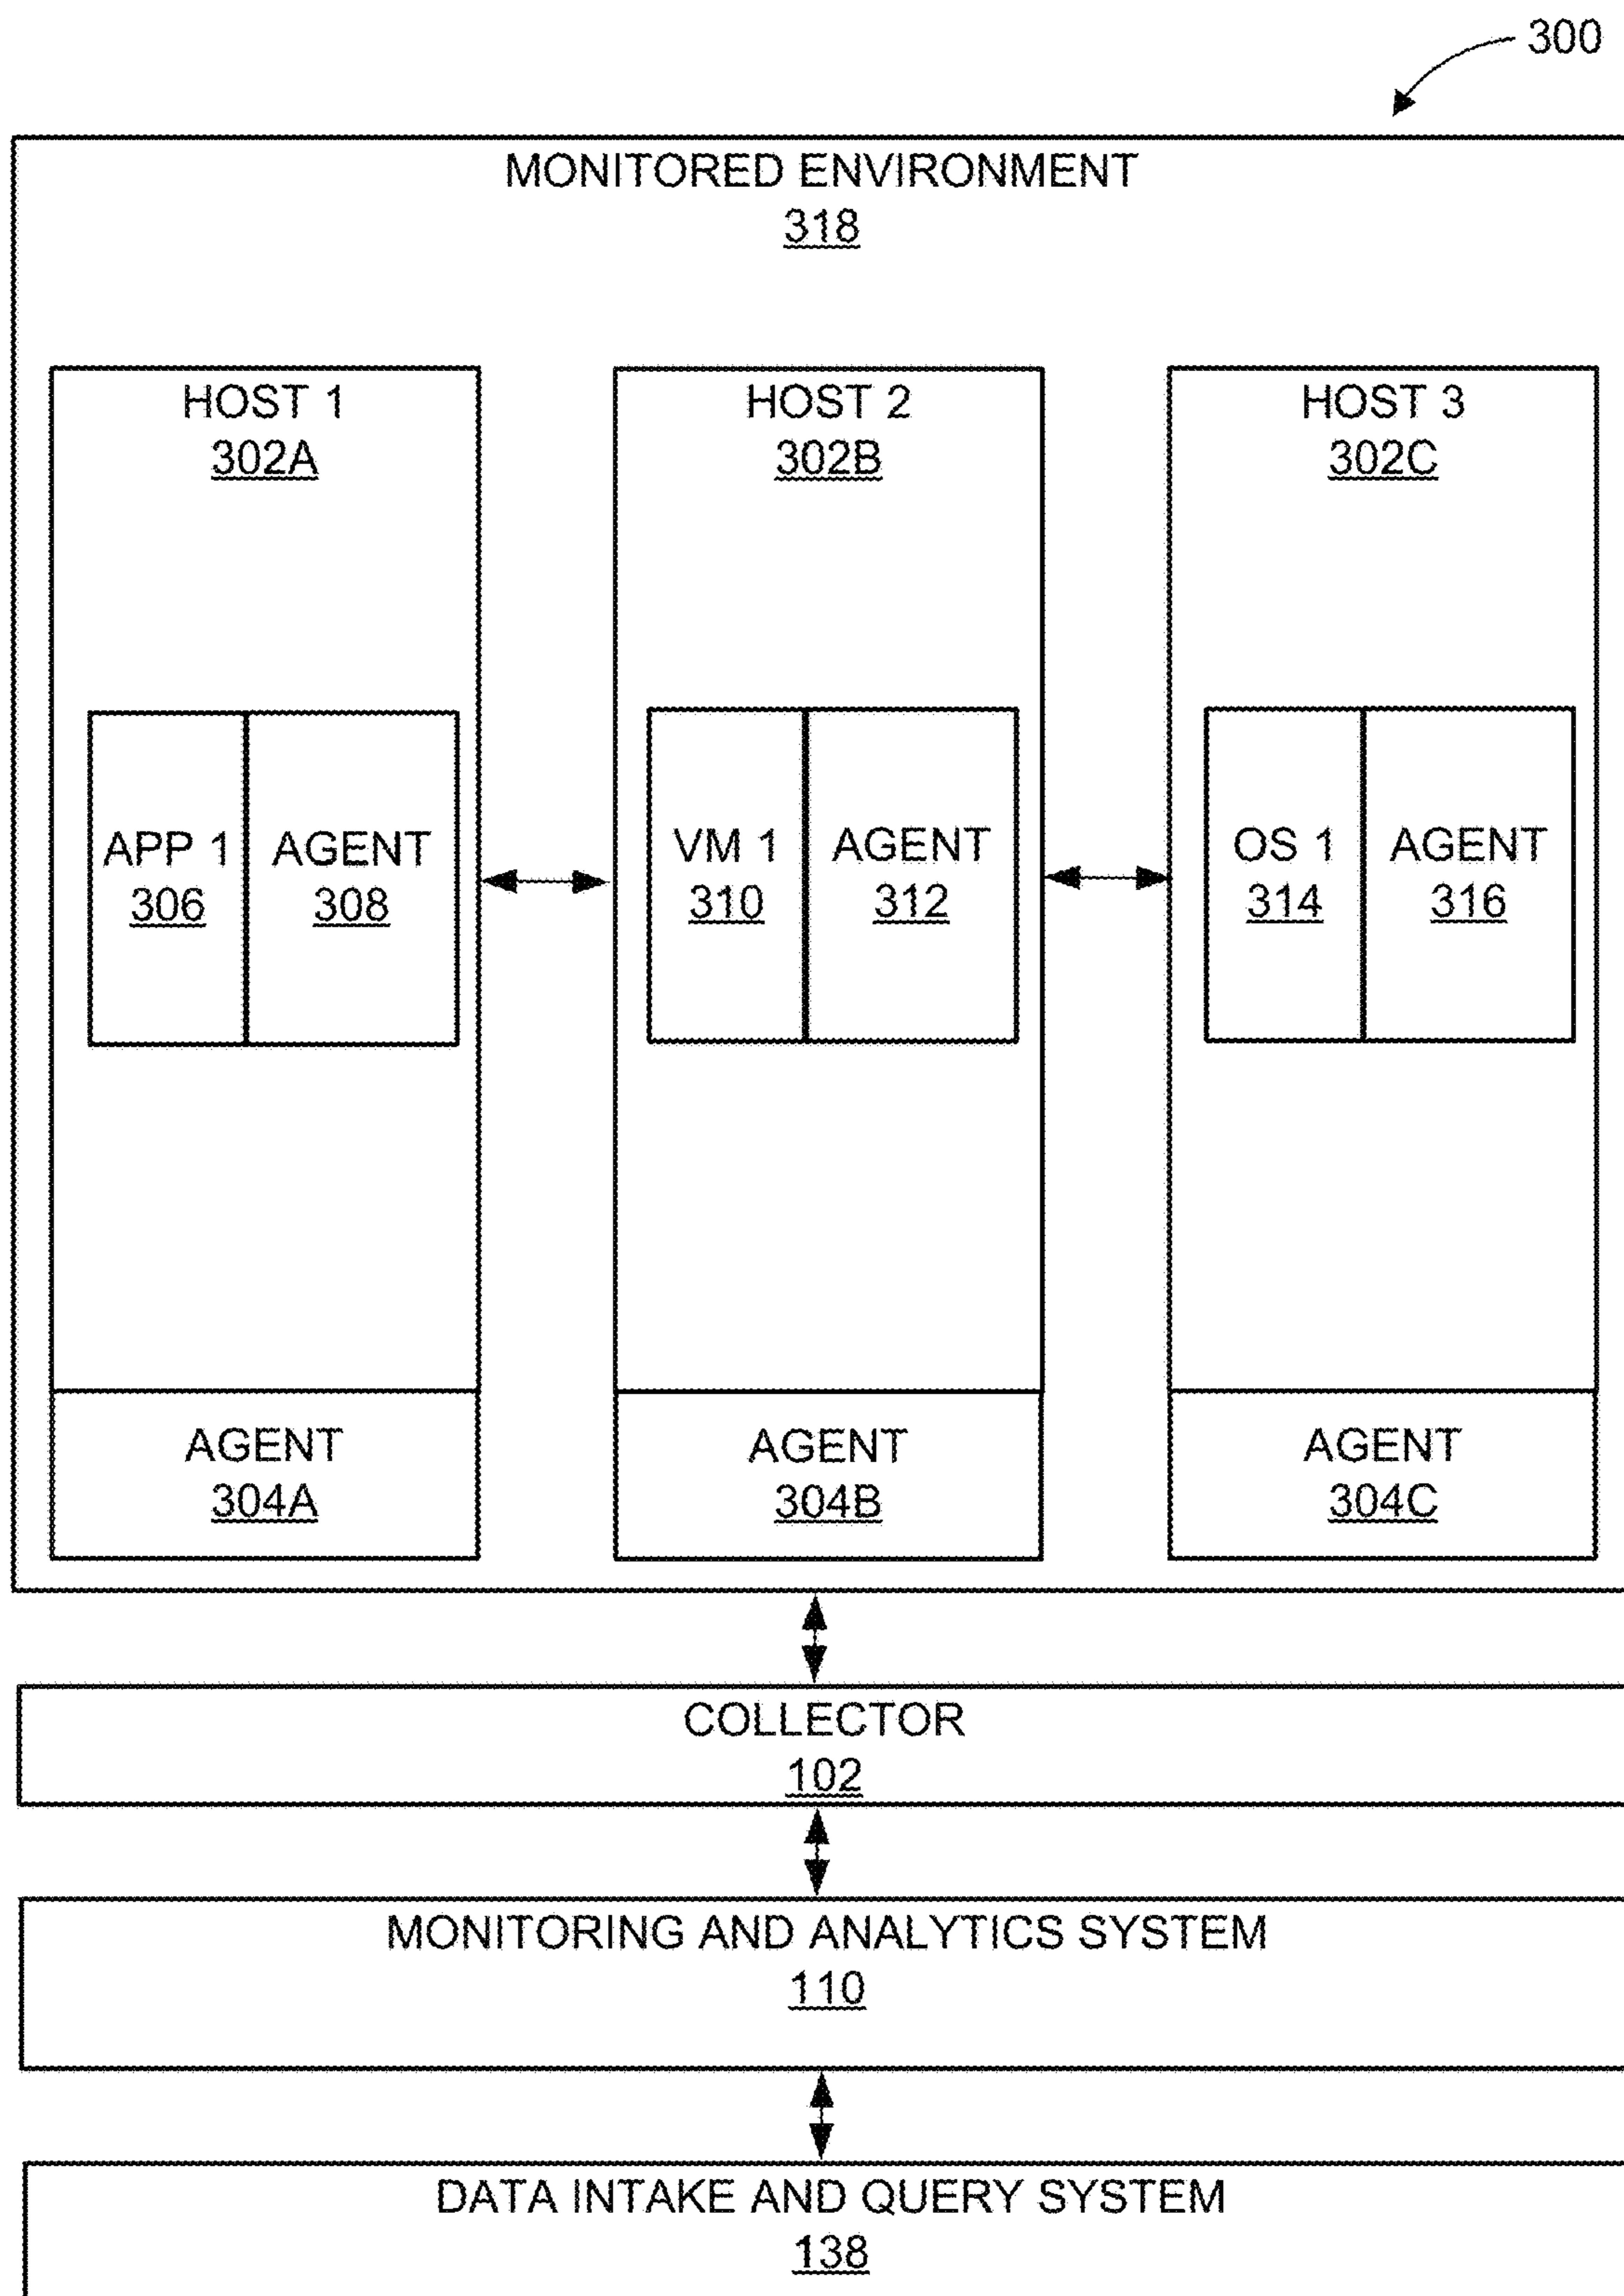 300
MONITORED ENVIRONMENT
318
HOST 1
302A
HOST 2
302B
HOST 3
302C
APP 1
306
AGENT
308
VM 1
310
AGENT
312
OS 1
314
AGENT
316
AGENT
304A
AGENT
304B
AGENT
304C
COLLECTOR
102
MONITORING AND ANALYTICS SYSTEM
110
DATA INTAKE AND QUERY SYSTEM
138